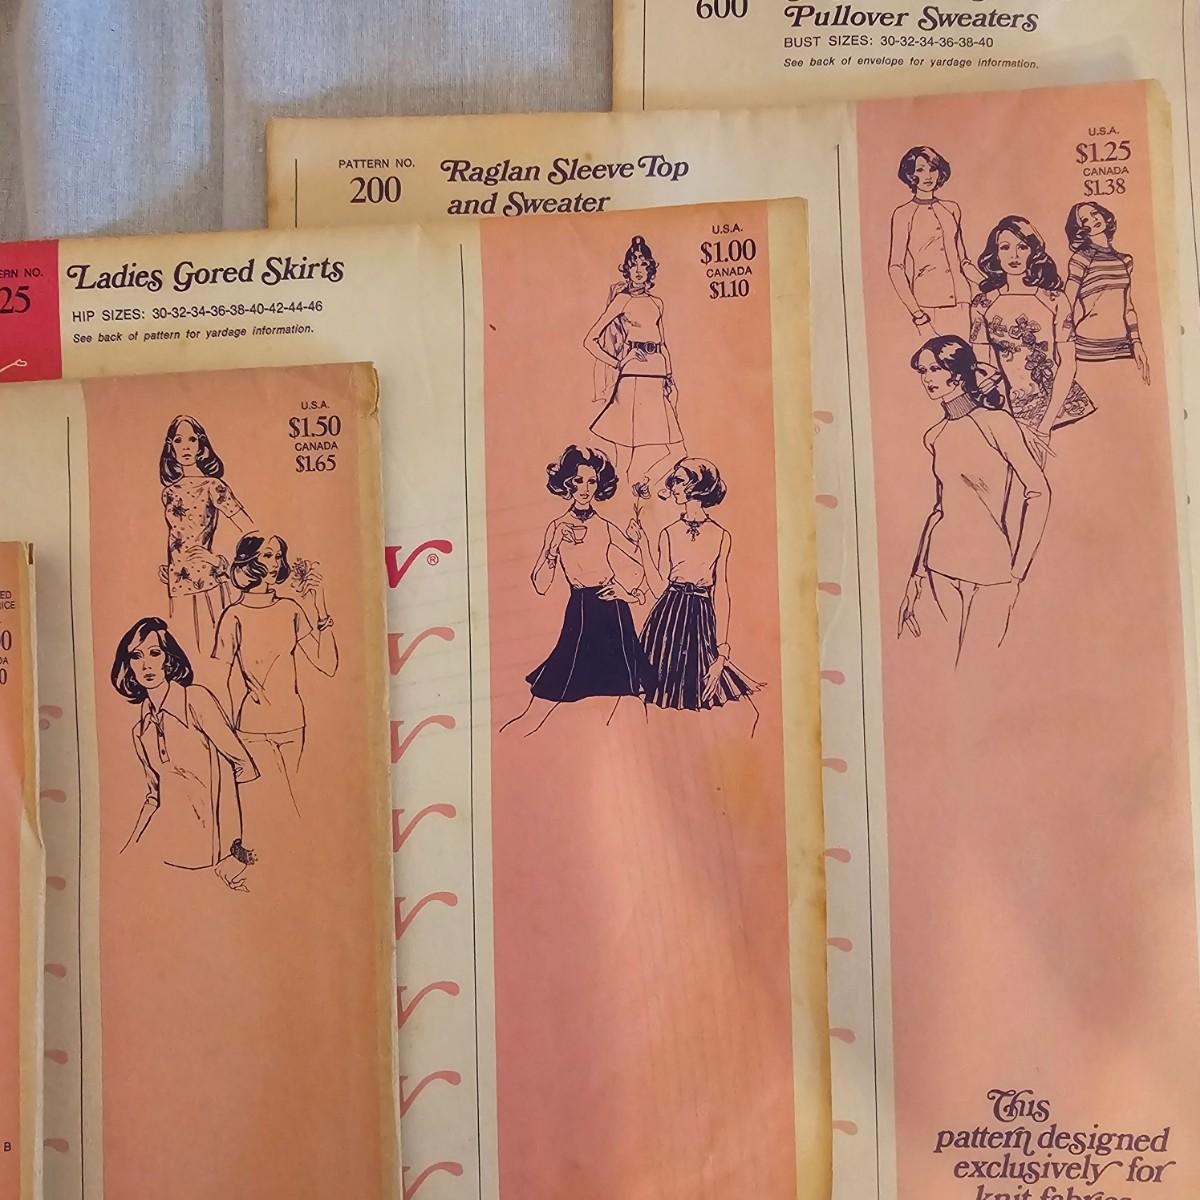 600
Pullover Sweaters
BUST SIZES: 30-32-34-36-38-40
See back of envelope for yardage information.
PATTERN NO.
200
Raglan Sleeve Top
and Sweater
U.S.A.
$1.25
CANADA
$1.38
25
Ladies Gored Skirts
HIP SIZES: 30-32-34-36-38-40-42-44-46
See back of pattern for yardage information.
U.S.A.
$1.00
CANADA
$1.10
U.S.A.
$1.50
CANADA
$1.65
®
B
This
pattern designed
exclusively for
knit fabrics